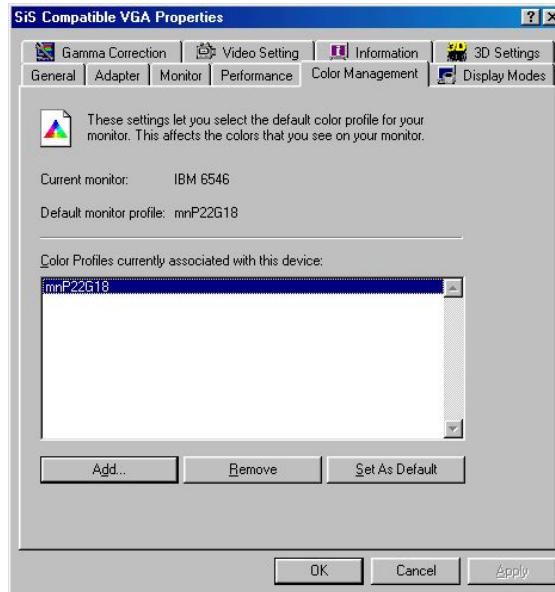 SiS Compatible VGA Properties
Gamma Correction Video Setting Information 3D Settings
General Adapter Monitor Performance Color Management Display Modes
These settings let you select the default color profile for your
monitor. This affects the colors that you see on your monitor.
Current monitor: IBM 6546
Default monitor profile: mnP22G18
Color Profiles currently associated with this device:
mnP22G18
Add... Remove Set As Default
OK Cancel Apply